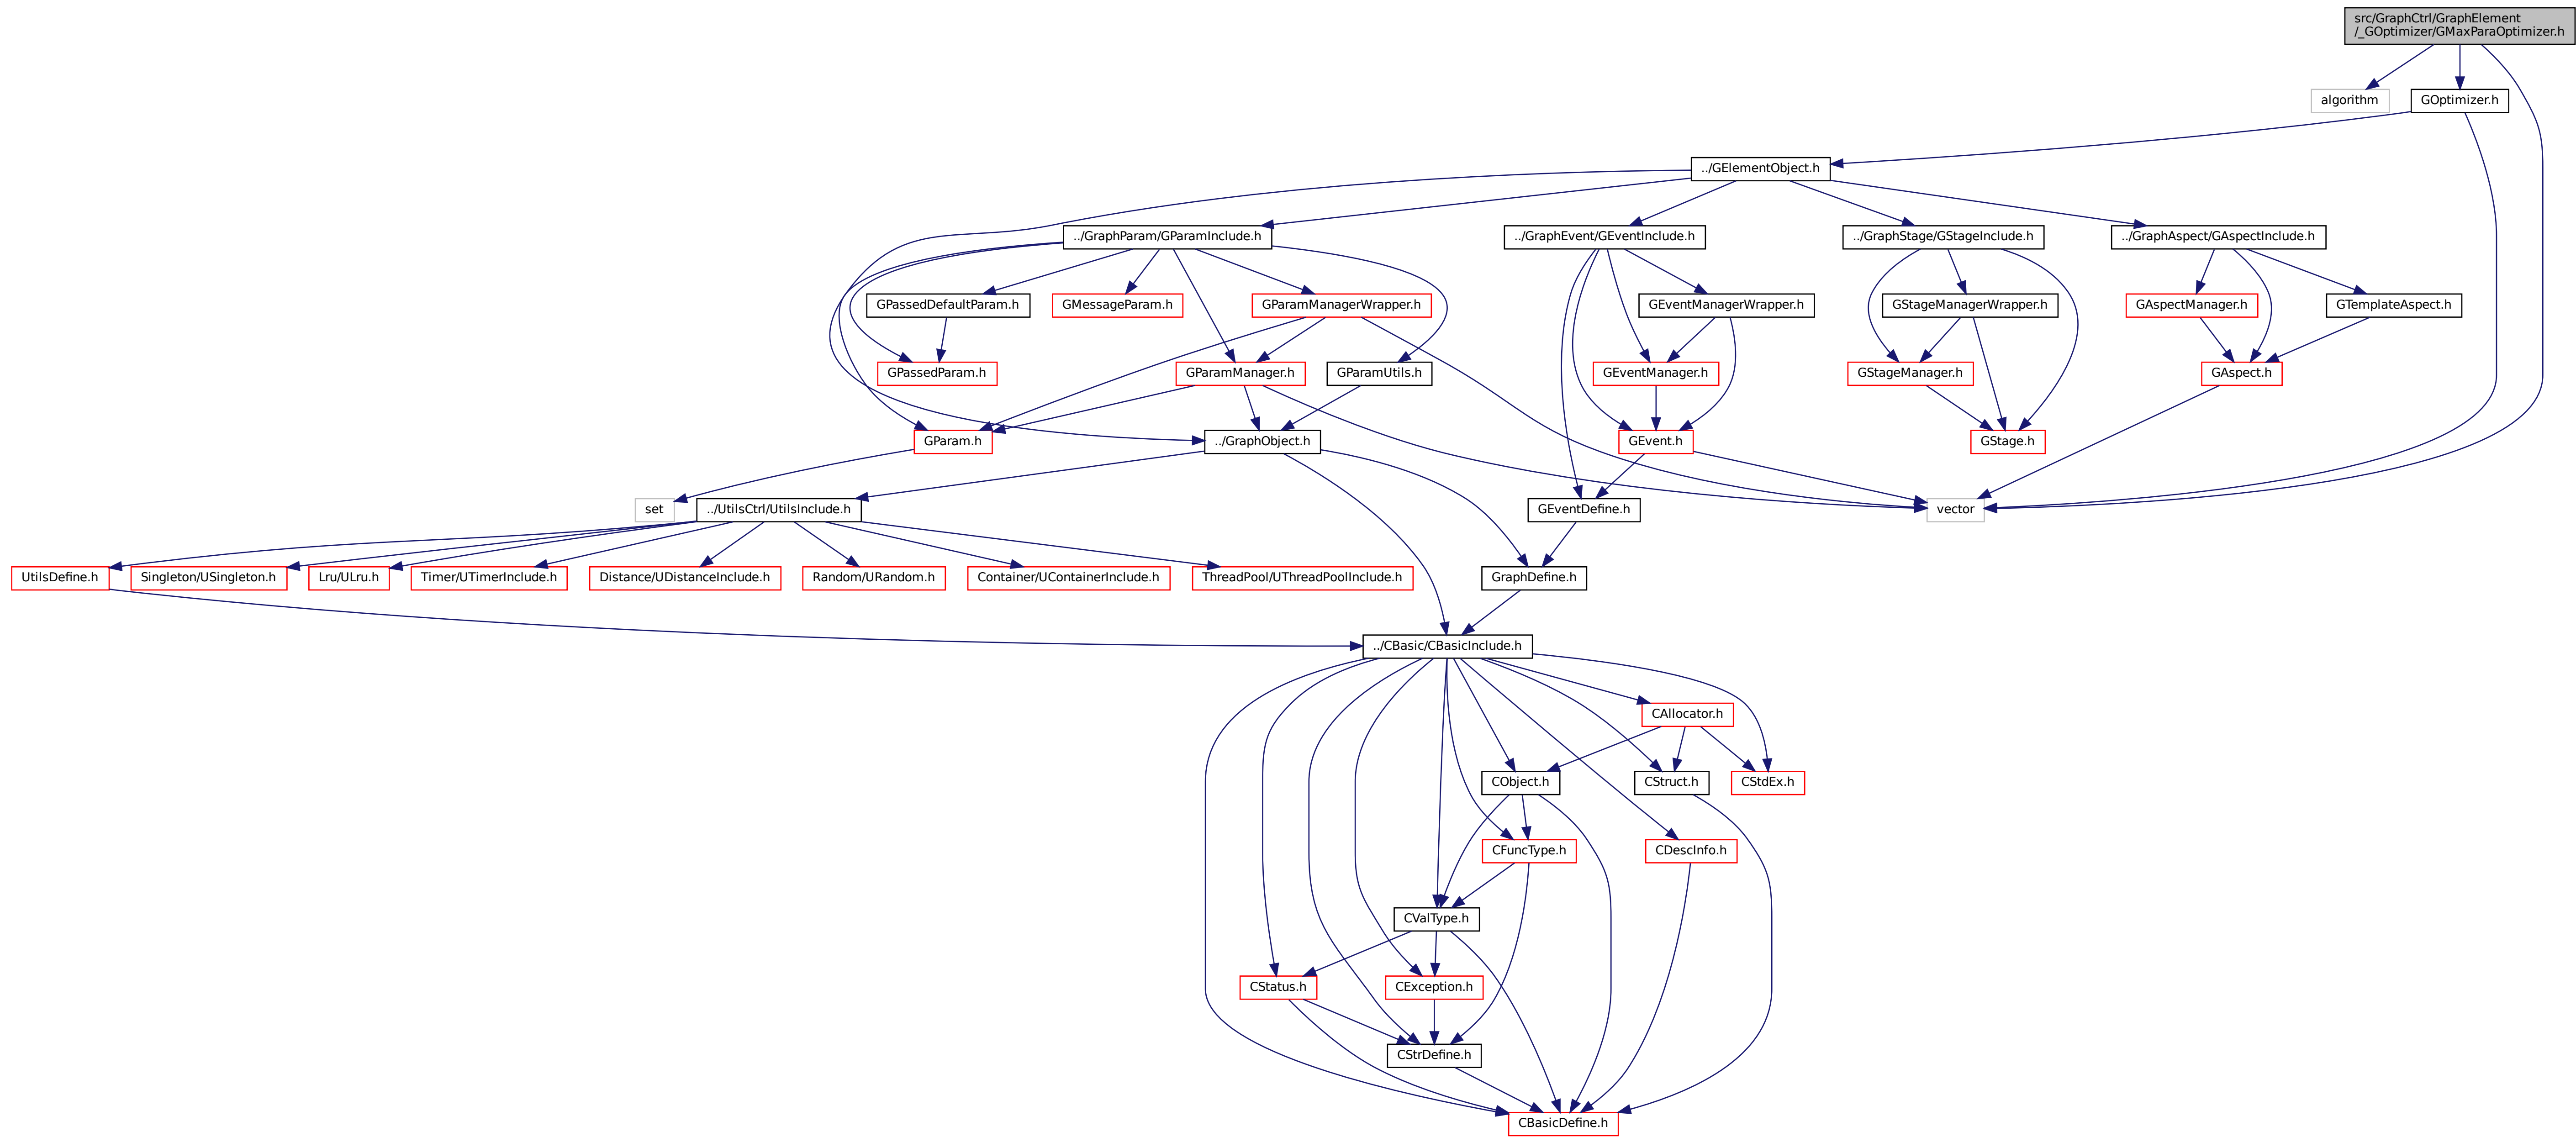 src/GraphCtrl/GraphElement
/_GOptimizer/GMaxParaOptimizer.h
algorithm
GOptimizer.h
../GElementObject.h
../GraphParam/GParamInclude.h
../GraphEvent/GEventInclude.h
../GraphStage/GStageInclude.h
../GraphAspect/GAspectInclude.h
GPassedDefaultParam.h
GMessageParam.h
GParamManagerWrapper.h
GEventManagerWrapper.h
GStageManagerWrapper.h
GAspectManager.h
GTemplateAspect.h
GPassedParam.h
GParamManager.h
GParamUtils.h
GEventManager.h
GStageManager.h
GAspect.h
GParam.h
../GraphObject.h
GEvent.h
GStage.h
set
../UtilsCtrl/UtilsInclude.h
GEventDefine.h
vector
UtilsDefine.h
Singleton/USingleton.h
Lru/ULru.h
Timer/UTimerInclude.h
Distance/UDistanceInclude.h
Random/URandom.h
Container/UContainerInclude.h
ThreadPool/UThreadPoolInclude.h
GraphDefine.h
../CBasic/CBasicInclude.h
CAllocator.h
CObject.h
CStruct.h
CStdEx.h
CFuncType.h
CDescInfo.h
CValType.h
CStatus.h
CException.h
CStrDefine.h
CBasicDefine.h